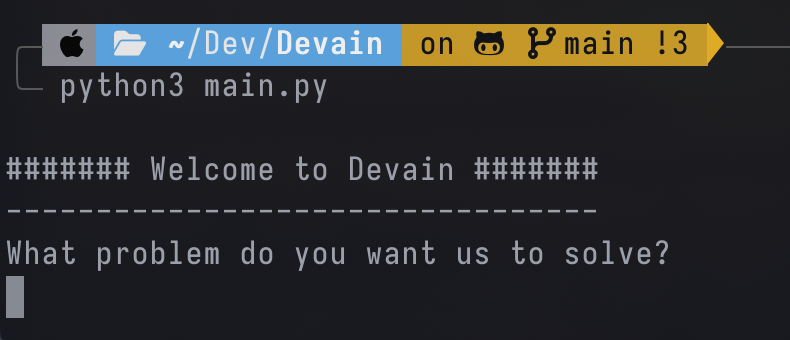 ~/Dev/Devain on main !3
python3 main.py
####### Welcome to Devain #######
---------------------------------
What problem do you want us to solve?